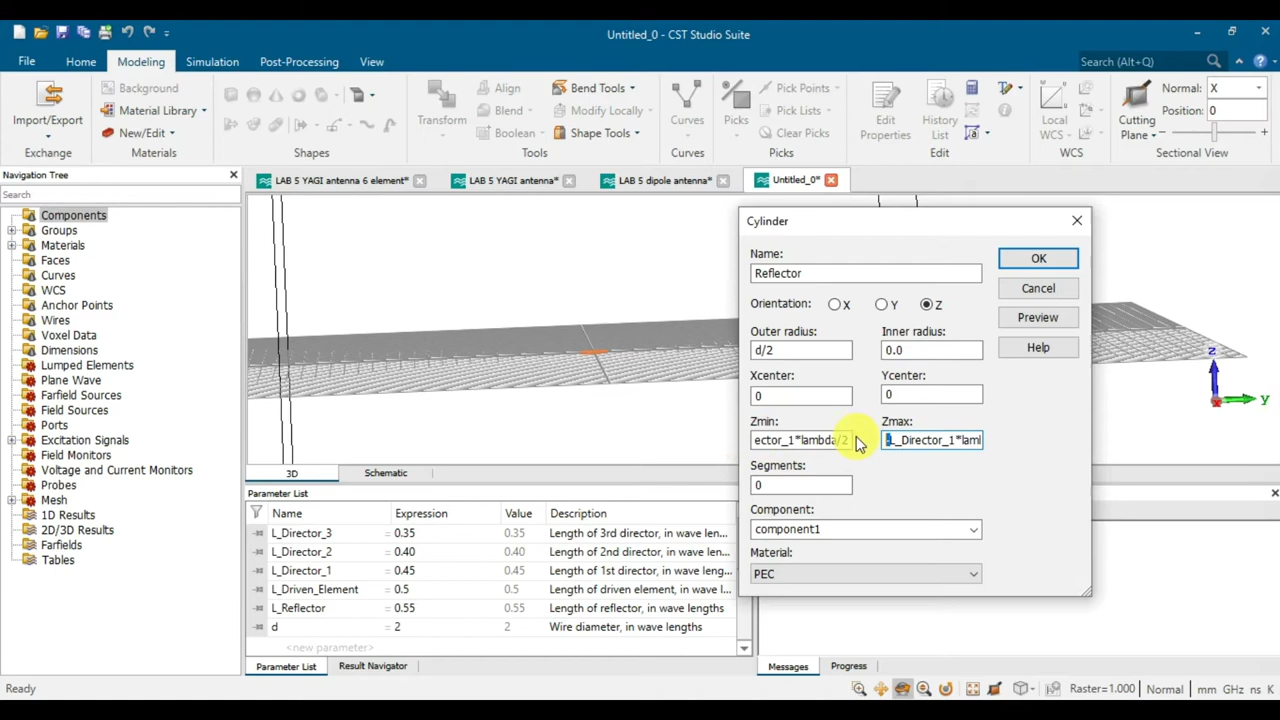 Untitled_0 - CST Studio Suite
File
Home
Modeling
Simulation
Post-Processing
View
Search (Alt+Q)
Import/Export
Exchange
Background
Material Library
New/Edit
Materials
Shapes
Transform
Align
Blend
Boolean
Bend Tools
Modify Locally
Shape Tools
Tools
Curves
Curves
Picks
Pick Points
Pick Lists
Clear Picks
Picks
Edit Properties
History List
Edit
Local WCS
WCS
Cutting Plane
Normal: X
Position: 0
Sectional View
Navigation Tree
Search
Components
Groups
Materials
Faces
Curves
WCS
Anchor Points
Wires
Voxel Data
Dimensions
Lumped Elements
Plane Wave
Farfield Sources
Field Sources
Ports
Excitation Signals
Field Monitors
Voltage and Current Monitors
Probes
Mesh
1D Results
2D/3D Results
Farfields
Tables
LAB 5 YAGI antenna 6 element*
LAB 5 YAGI antenna*
LAB 5 dipole antenna*
Untitled_0*
z
y
x
3D
Schematic
Cylinder
Name:
Reflector
OK
Cancel
Preview
Help
Orientation: X Y Z
Outer radius: Inner radius:
d/2 0.0
Xcenter: Ycenter:
0 0
Zmin: Zmax:
ector_1*lambda/2 L_Director_1*laml
Segments:
0
Component:
component1
Material:
PEC
Parameter List
Name Expression Value Description
L_Director_3 = 0.35 0.35 Length of 3rd director, in wave len...
L_Director_2 = 0.40 0.40 Length of 2nd director, in wave len...
L_Director_1 = 0.45 0.45 Length of 1st director, in wave leng...
L_Driven_Element = 0.5 0.5 Length of driven element, in wave l...
L_Reflector = 0.55 0.55 Length of reflector, in wave lengths
d = 2 2 Wire diameter, in wave lengths
<new parameter>
Parameter List
Result Navigator
Messages
Progress
Ready
Raster=1.000 Normal mm GHz ns K